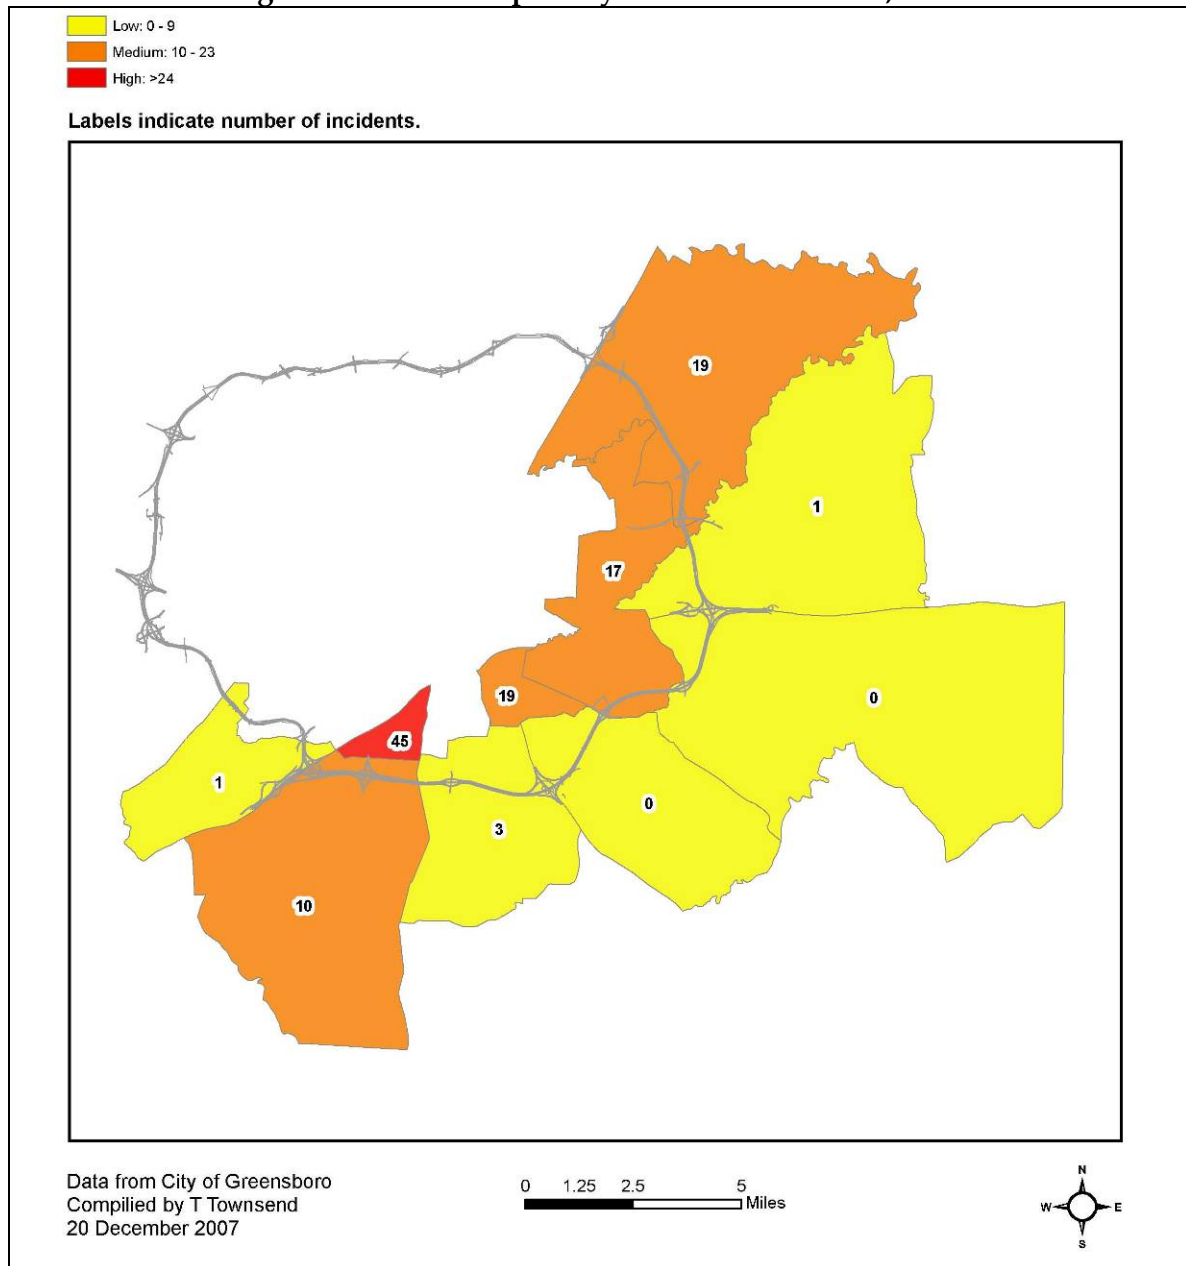 Low: 0 - 9
Medium: 10 - 23
High: >24
Labels indicate number of incidents.
19
1
17
0
19
45
1
0
3
10
Data from City of Greensboro
Compilied by T Townsend
20 December 2007
0 1.25 2.5 5
Miles
N
W E
S